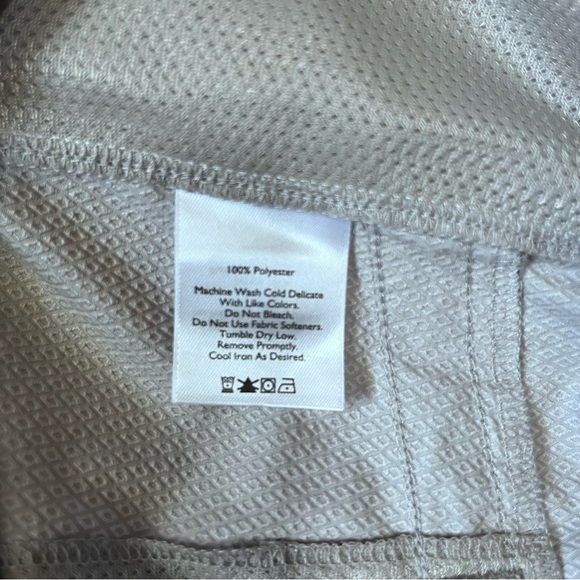 100% Polyester
Machine Wash Cold Delicate
With Like Colors.
Do Not Bleach.
Do Not Use Fabric Softeners.
Tumble Dry Low.
Remove Promptly.
Cool Iron As Desired.